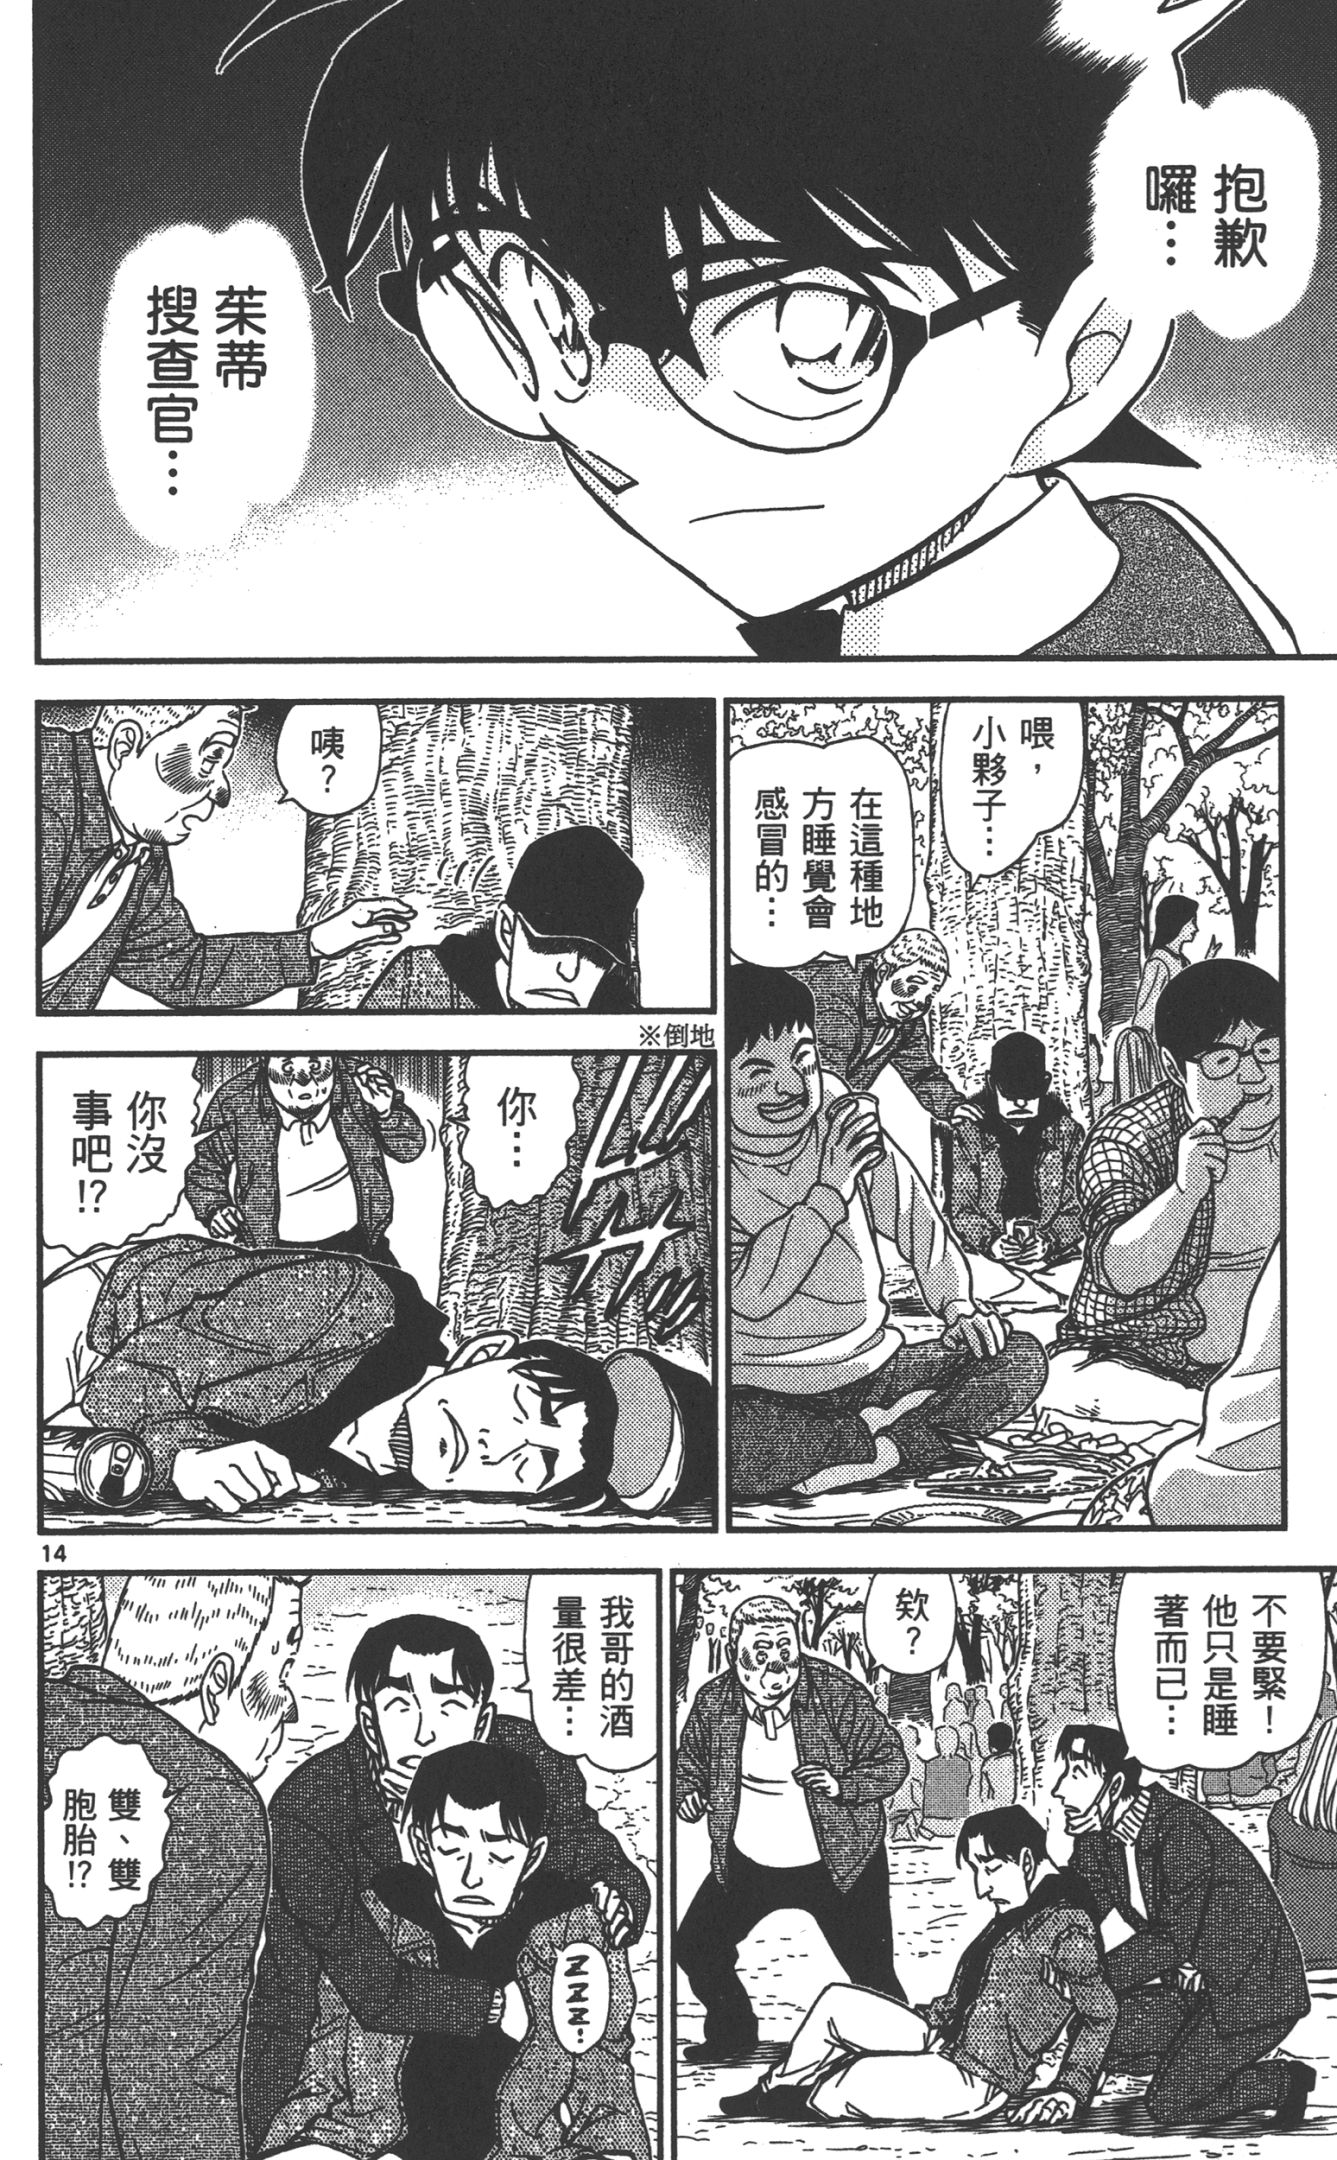 抱歉
囉…
茱蒂
搜查官…
喂，
小夥子…
在這種地
方睡覺會
感冒的…
咦？
※倒地
你…
你沒
事吧!?
14
不要緊！
他只是睡
著而已…
欸？
我哥的酒
量很差…
ZZZ…
雙、雙
胞胎!?